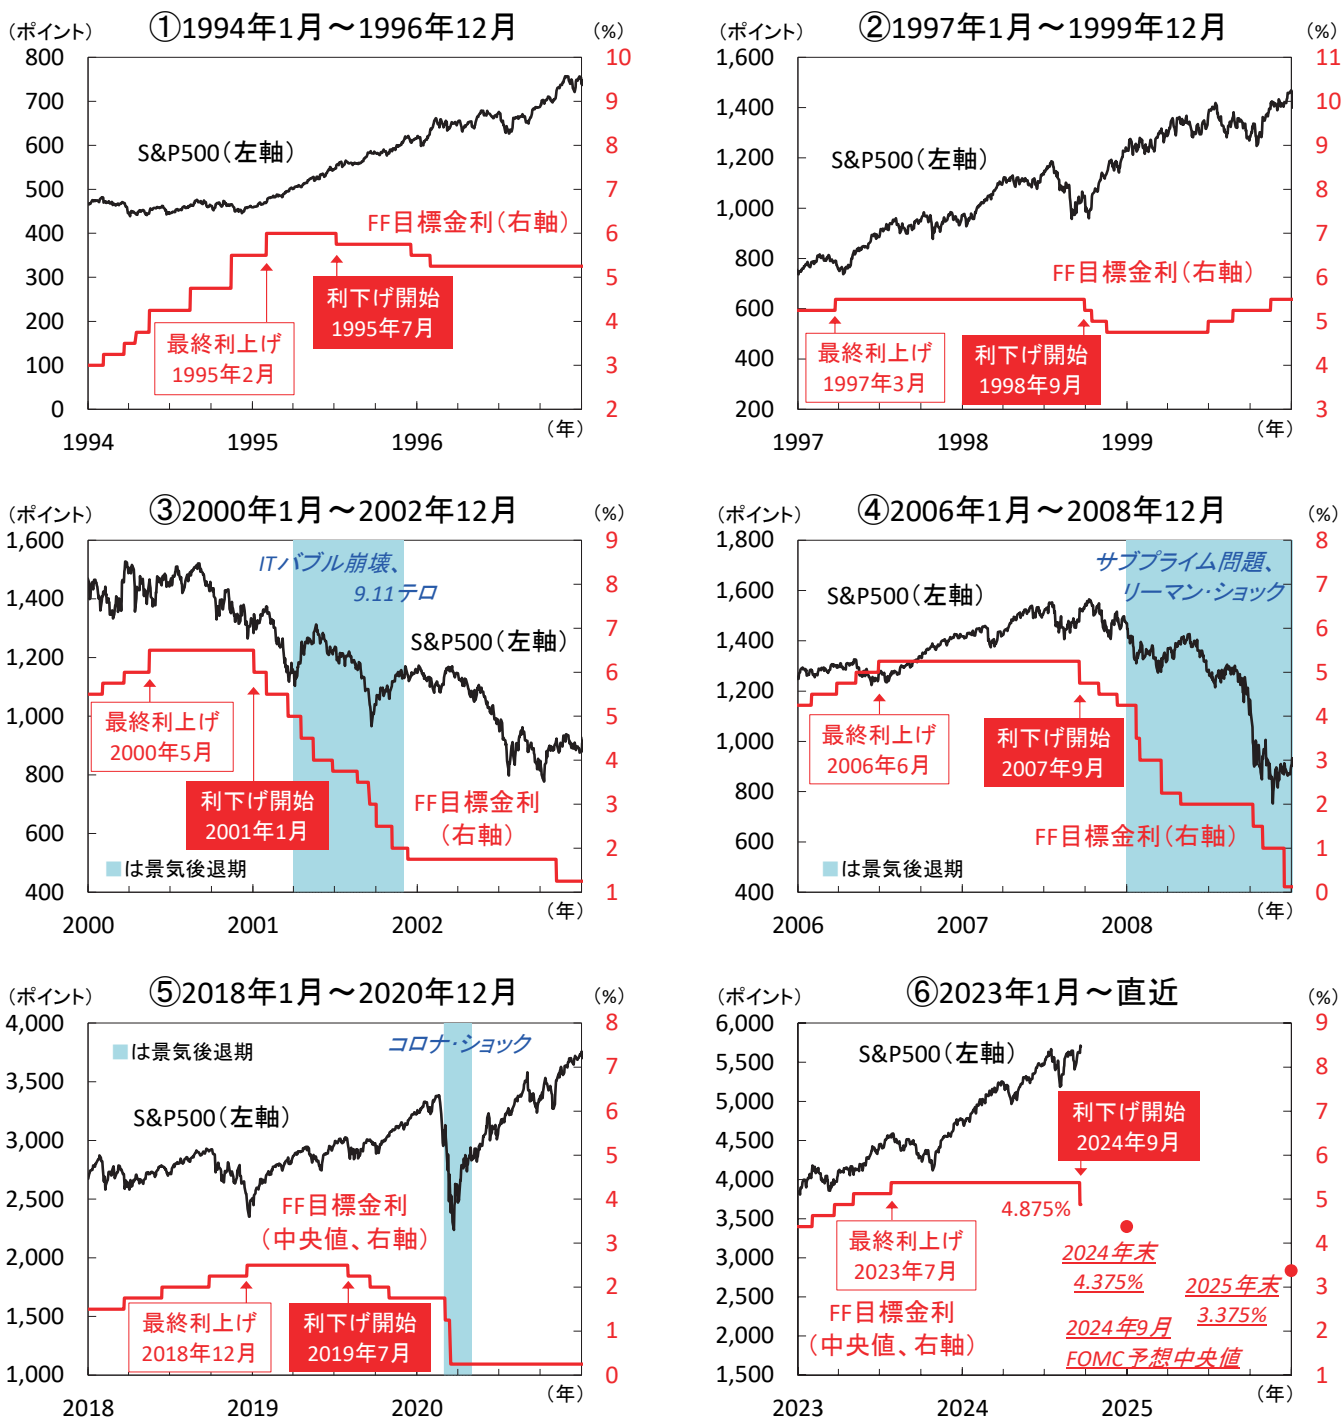 ①1994年1月～1996年12月
(ポイント)
(%)
800
700
600
500
400
300
200
100
0
10
9
8
7
6
5
4
3
2
S&P500(左軸)
FF目標金利(右軸)
利下げ開始
1995年7月
最終利上げ
1995年2月
1994
1995
1996
(年)
②1997年1月～1999年12月
(ポイント)
(%)
1,600
1,400
1,200
1,000
800
600
400
200
11
10
9
8
7
6
5
4
3
S&P500(左軸)
FF目標金利(右軸)
最終利上げ
1997年3月
利下げ開始
1998年9月
1997
1998
1999
(年)
③2000年1月～2002年12月
(ポイント)
(%)
1,600
1,400
1,200
1,000
800
600
400
9
8
7
6
5
4
3
2
1
ITバブル崩壊、
9.11テロ
S&P500(左軸)
最終利上げ
2000年5月
利下げ開始
2001年1月
FF目標金利
(右軸)
は景気後退期
2000
2001
2002
(年)
④2006年1月～2008年12月
(ポイント)
(%)
1,800
1,600
1,400
1,200
1,000
800
600
400
8
7
6
5
4
3
2
1
0
サブプライム問題、
リーマン・ショック
S&P500(左軸)
最終利上げ
2006年6月
利下げ開始
2007年9月
FF目標金利(右軸)
は景気後退期
2006
2007
2008
(年)
⑤2018年1月～2020年12月
(ポイント)
(%)
4,000
3,500
3,000
2,500
2,000
1,500
1,000
8
7
6
5
4
3
2
1
0
は景気後退期
コロナ・ショック
S&P500(左軸)
FF目標金利
(中央値、右軸)
最終利上げ
2018年12月
利下げ開始
2019年7月
2018
2019
2020
(年)
⑥2023年1月～直近
(ポイント)
(%)
6,000
5,500
5,000
4,500
4,000
3,500
3,000
2,500
2,000
1,500
9
8
7
6
5
4
3
2
1
S&P500(左軸)
利下げ開始
2024年9月
4.875%
最終利上げ
2023年7月
2024年末
4.375%
2025年末
3.375%
FF目標金利
(中央値、右軸)
2024年9月
FOMC予想中央値
2023
2024
2025
(年)